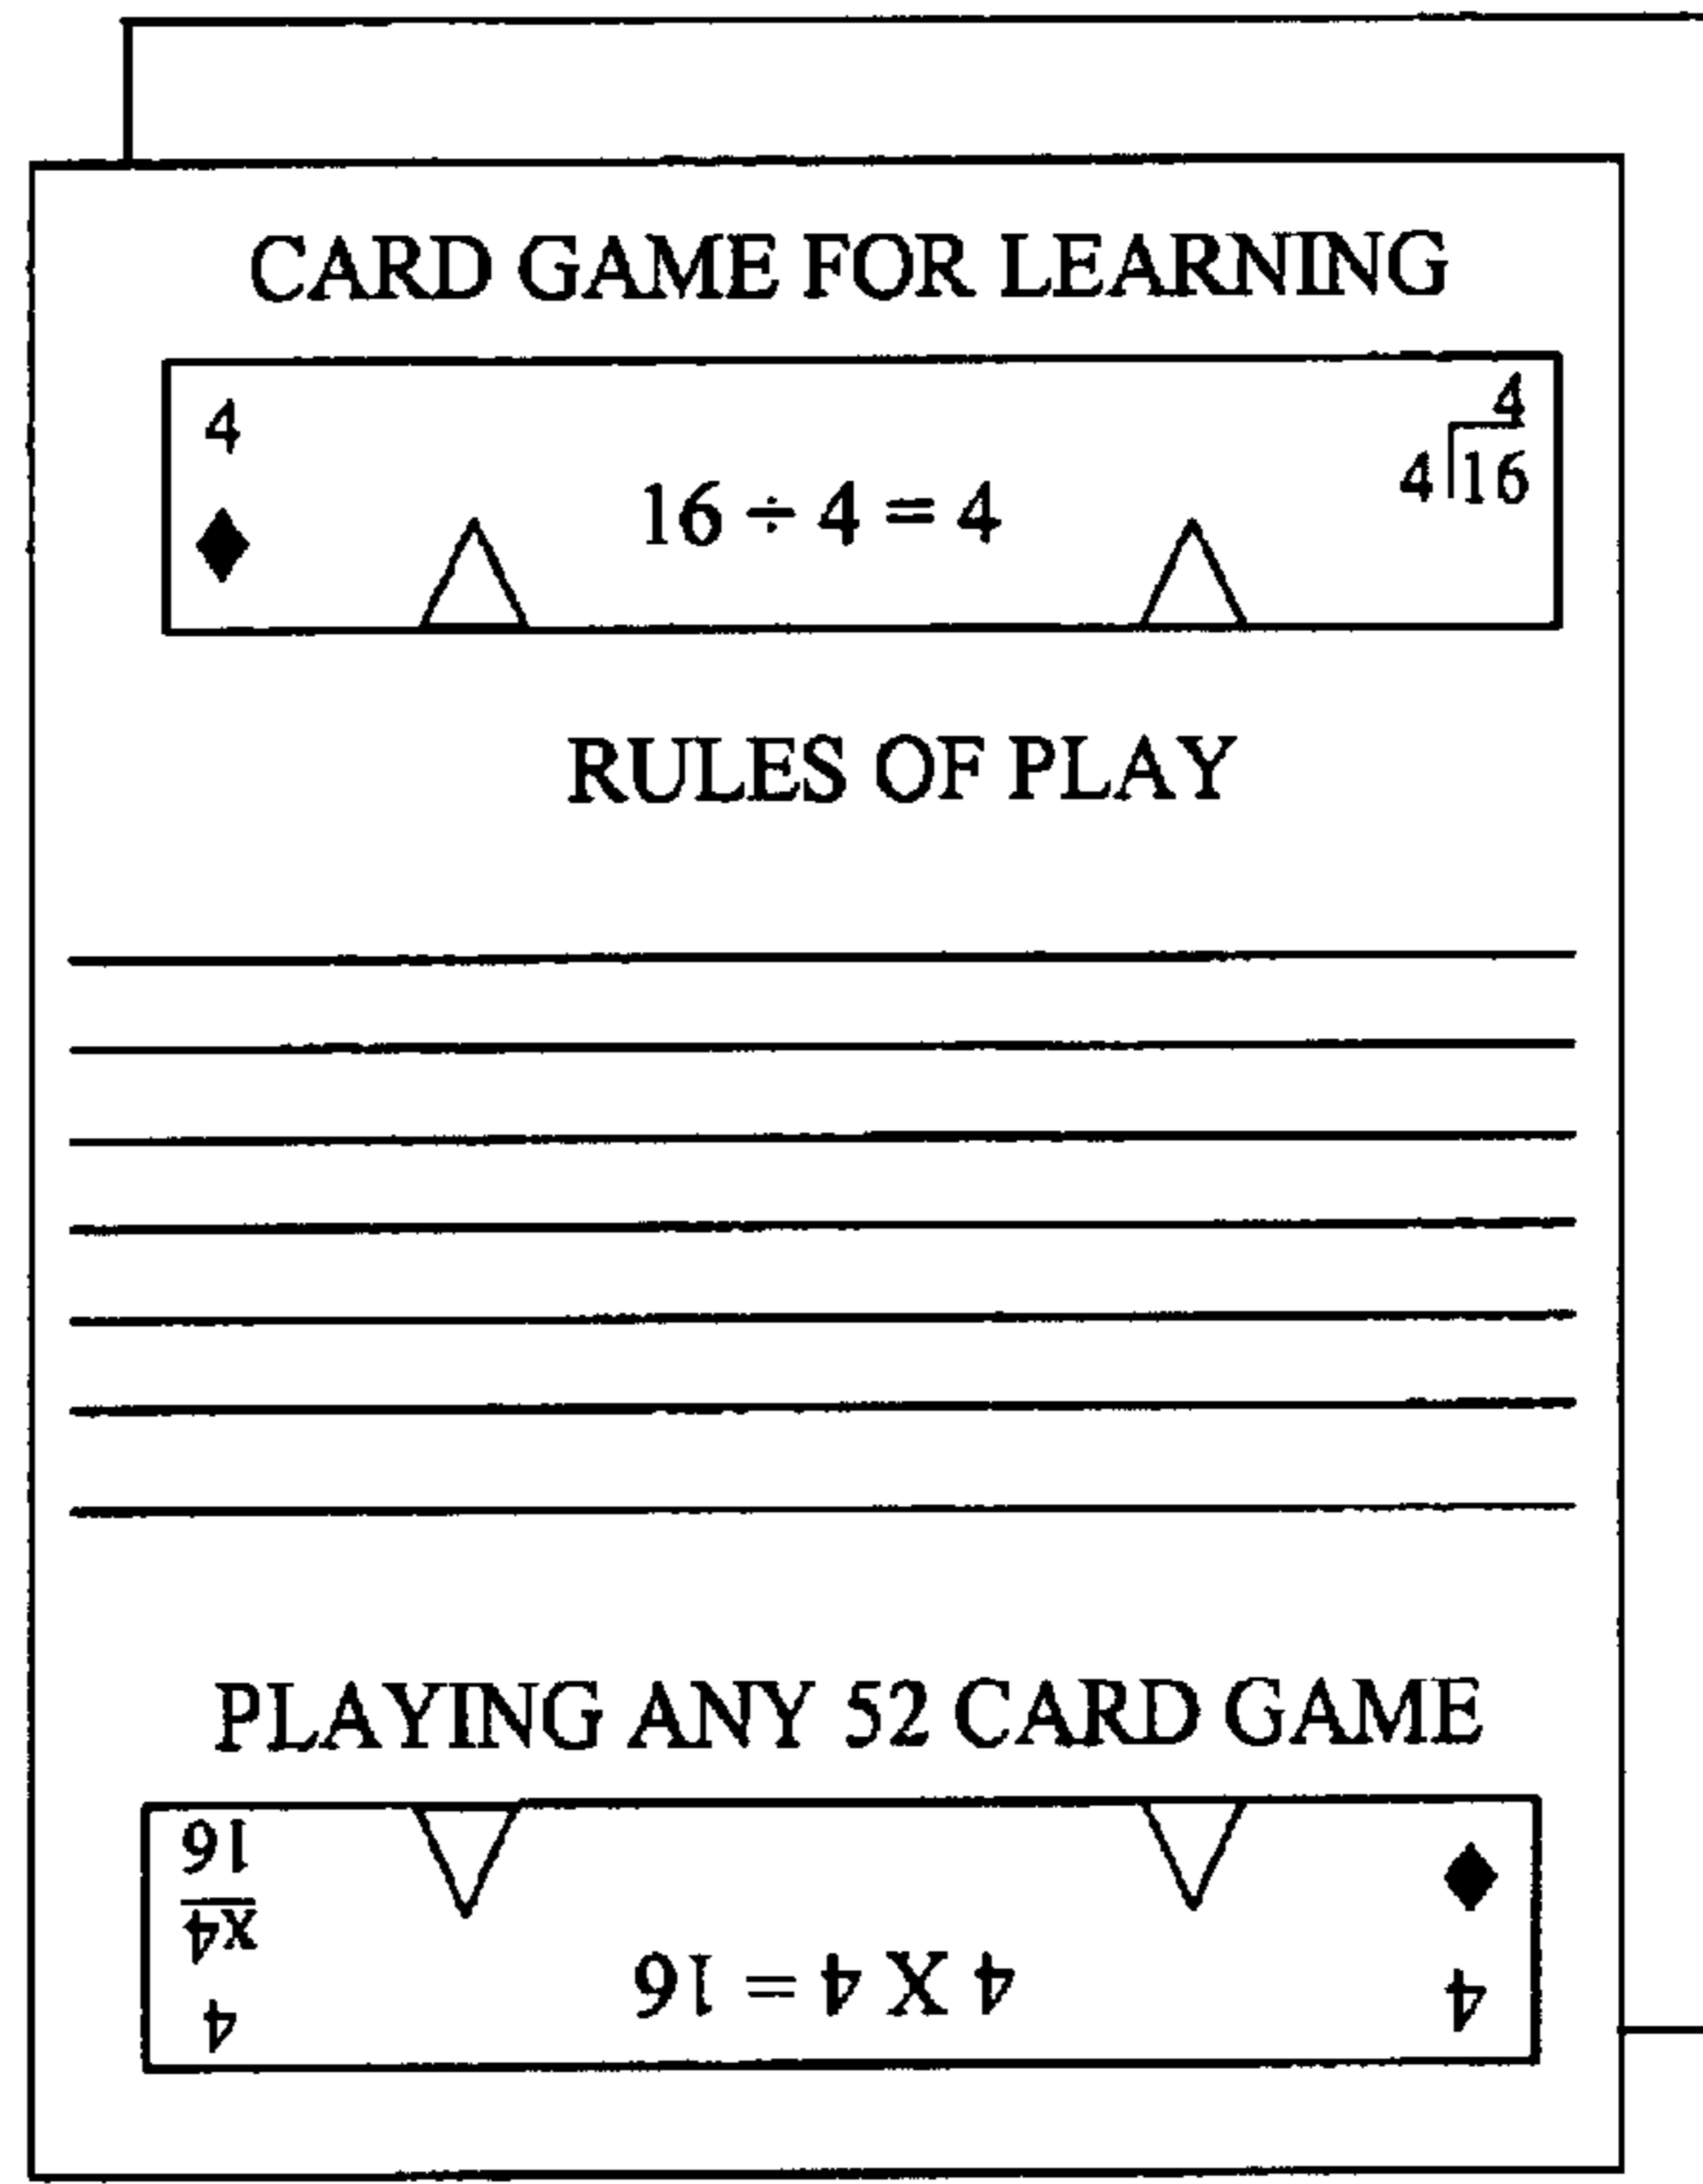 CARD GAME FOR LEARNING
4
4
16 ÷ 4 = 4
4 16
RULES OF PLAY
PLAYING ANY 52 CARD GAME
4
4 X 4 = 16
4
x4
16